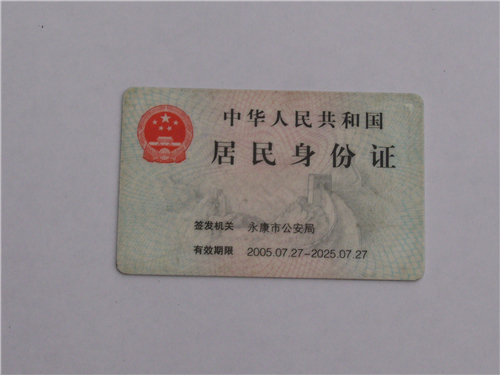 中华人民共和国
居民身份证
签发机关 永康市公安局
有效期限 2005.07.27-2025.07.27